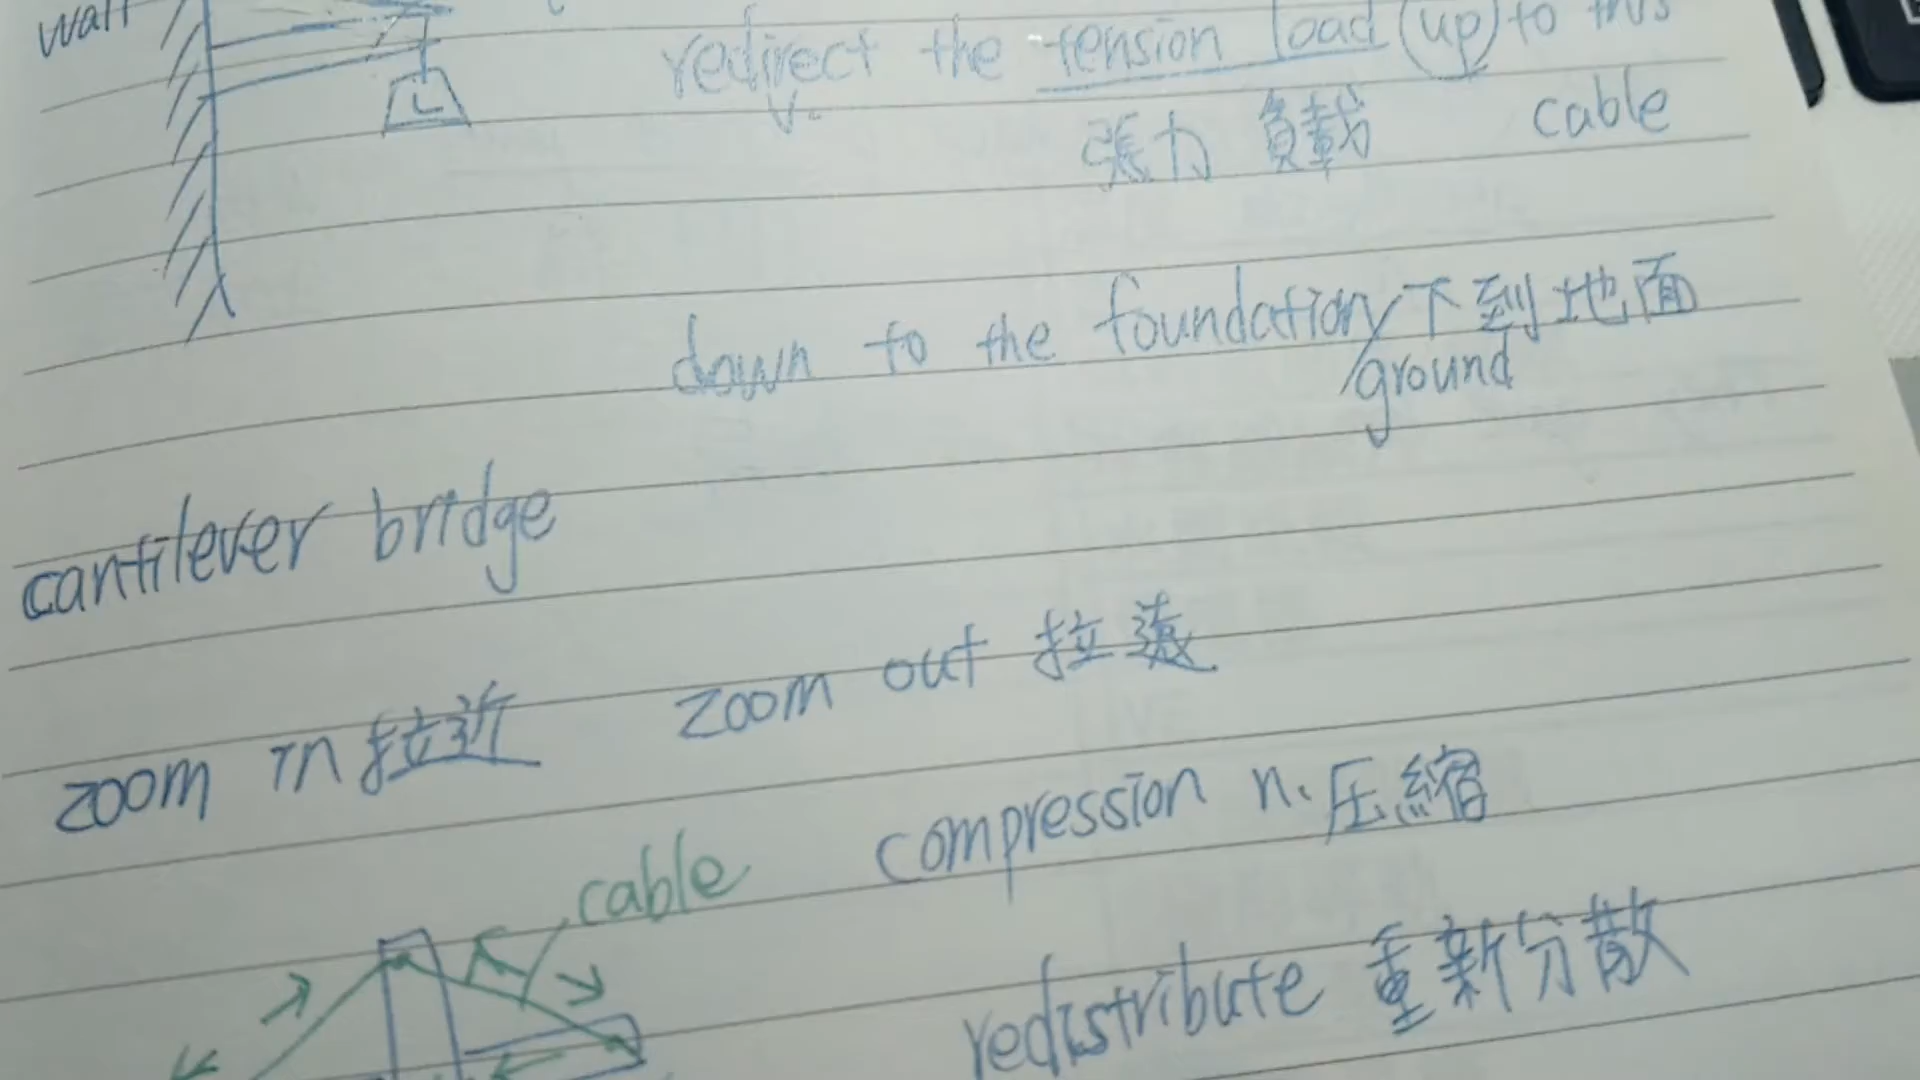 wall
redirect the tension load (up) to this
v.
L
張力 負載 cable
down to the foundation/下到地面
ground
cantilever bridge
zoom in 拉近 zoom out 拉遠
compression n. 压縮
cable
redistribute 重新分散